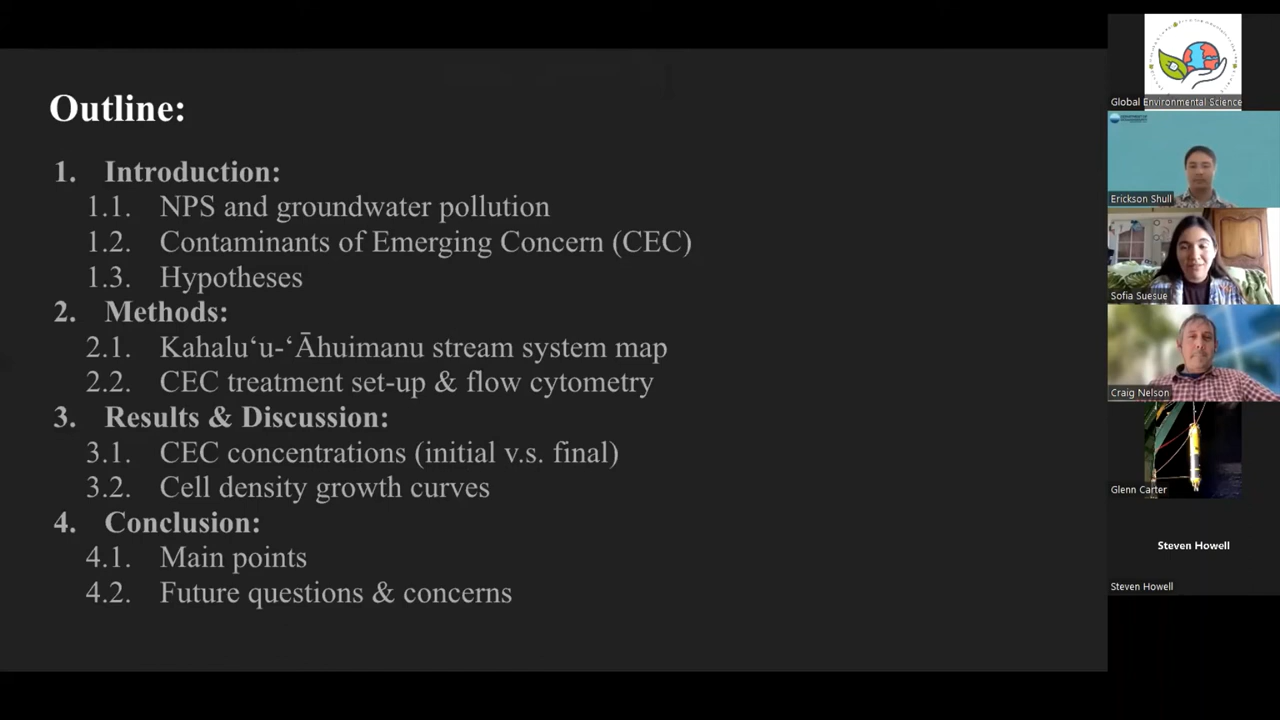 Outline:
1. Introduction:
1.1. NPS and groundwater pollution
1.2. Contaminants of Emerging Concern (CEC)
1.3. Hypotheses
2. Methods:
2.1. Kahaluʻu-ʻĀhuimanu stream system map
2.2. CEC treatment set-up & flow cytometry
3. Results & Discussion:
3.1. CEC concentrations (initial v.s. final)
3.2. Cell density growth curves
4. Conclusion:
4.1. Main points
4.2. Future questions & concerns
Global Environmental Science
Erickson Shull
Sofia Suesue
Craig Nelson
Glenn Carter
Steven Howell
Steven Howell